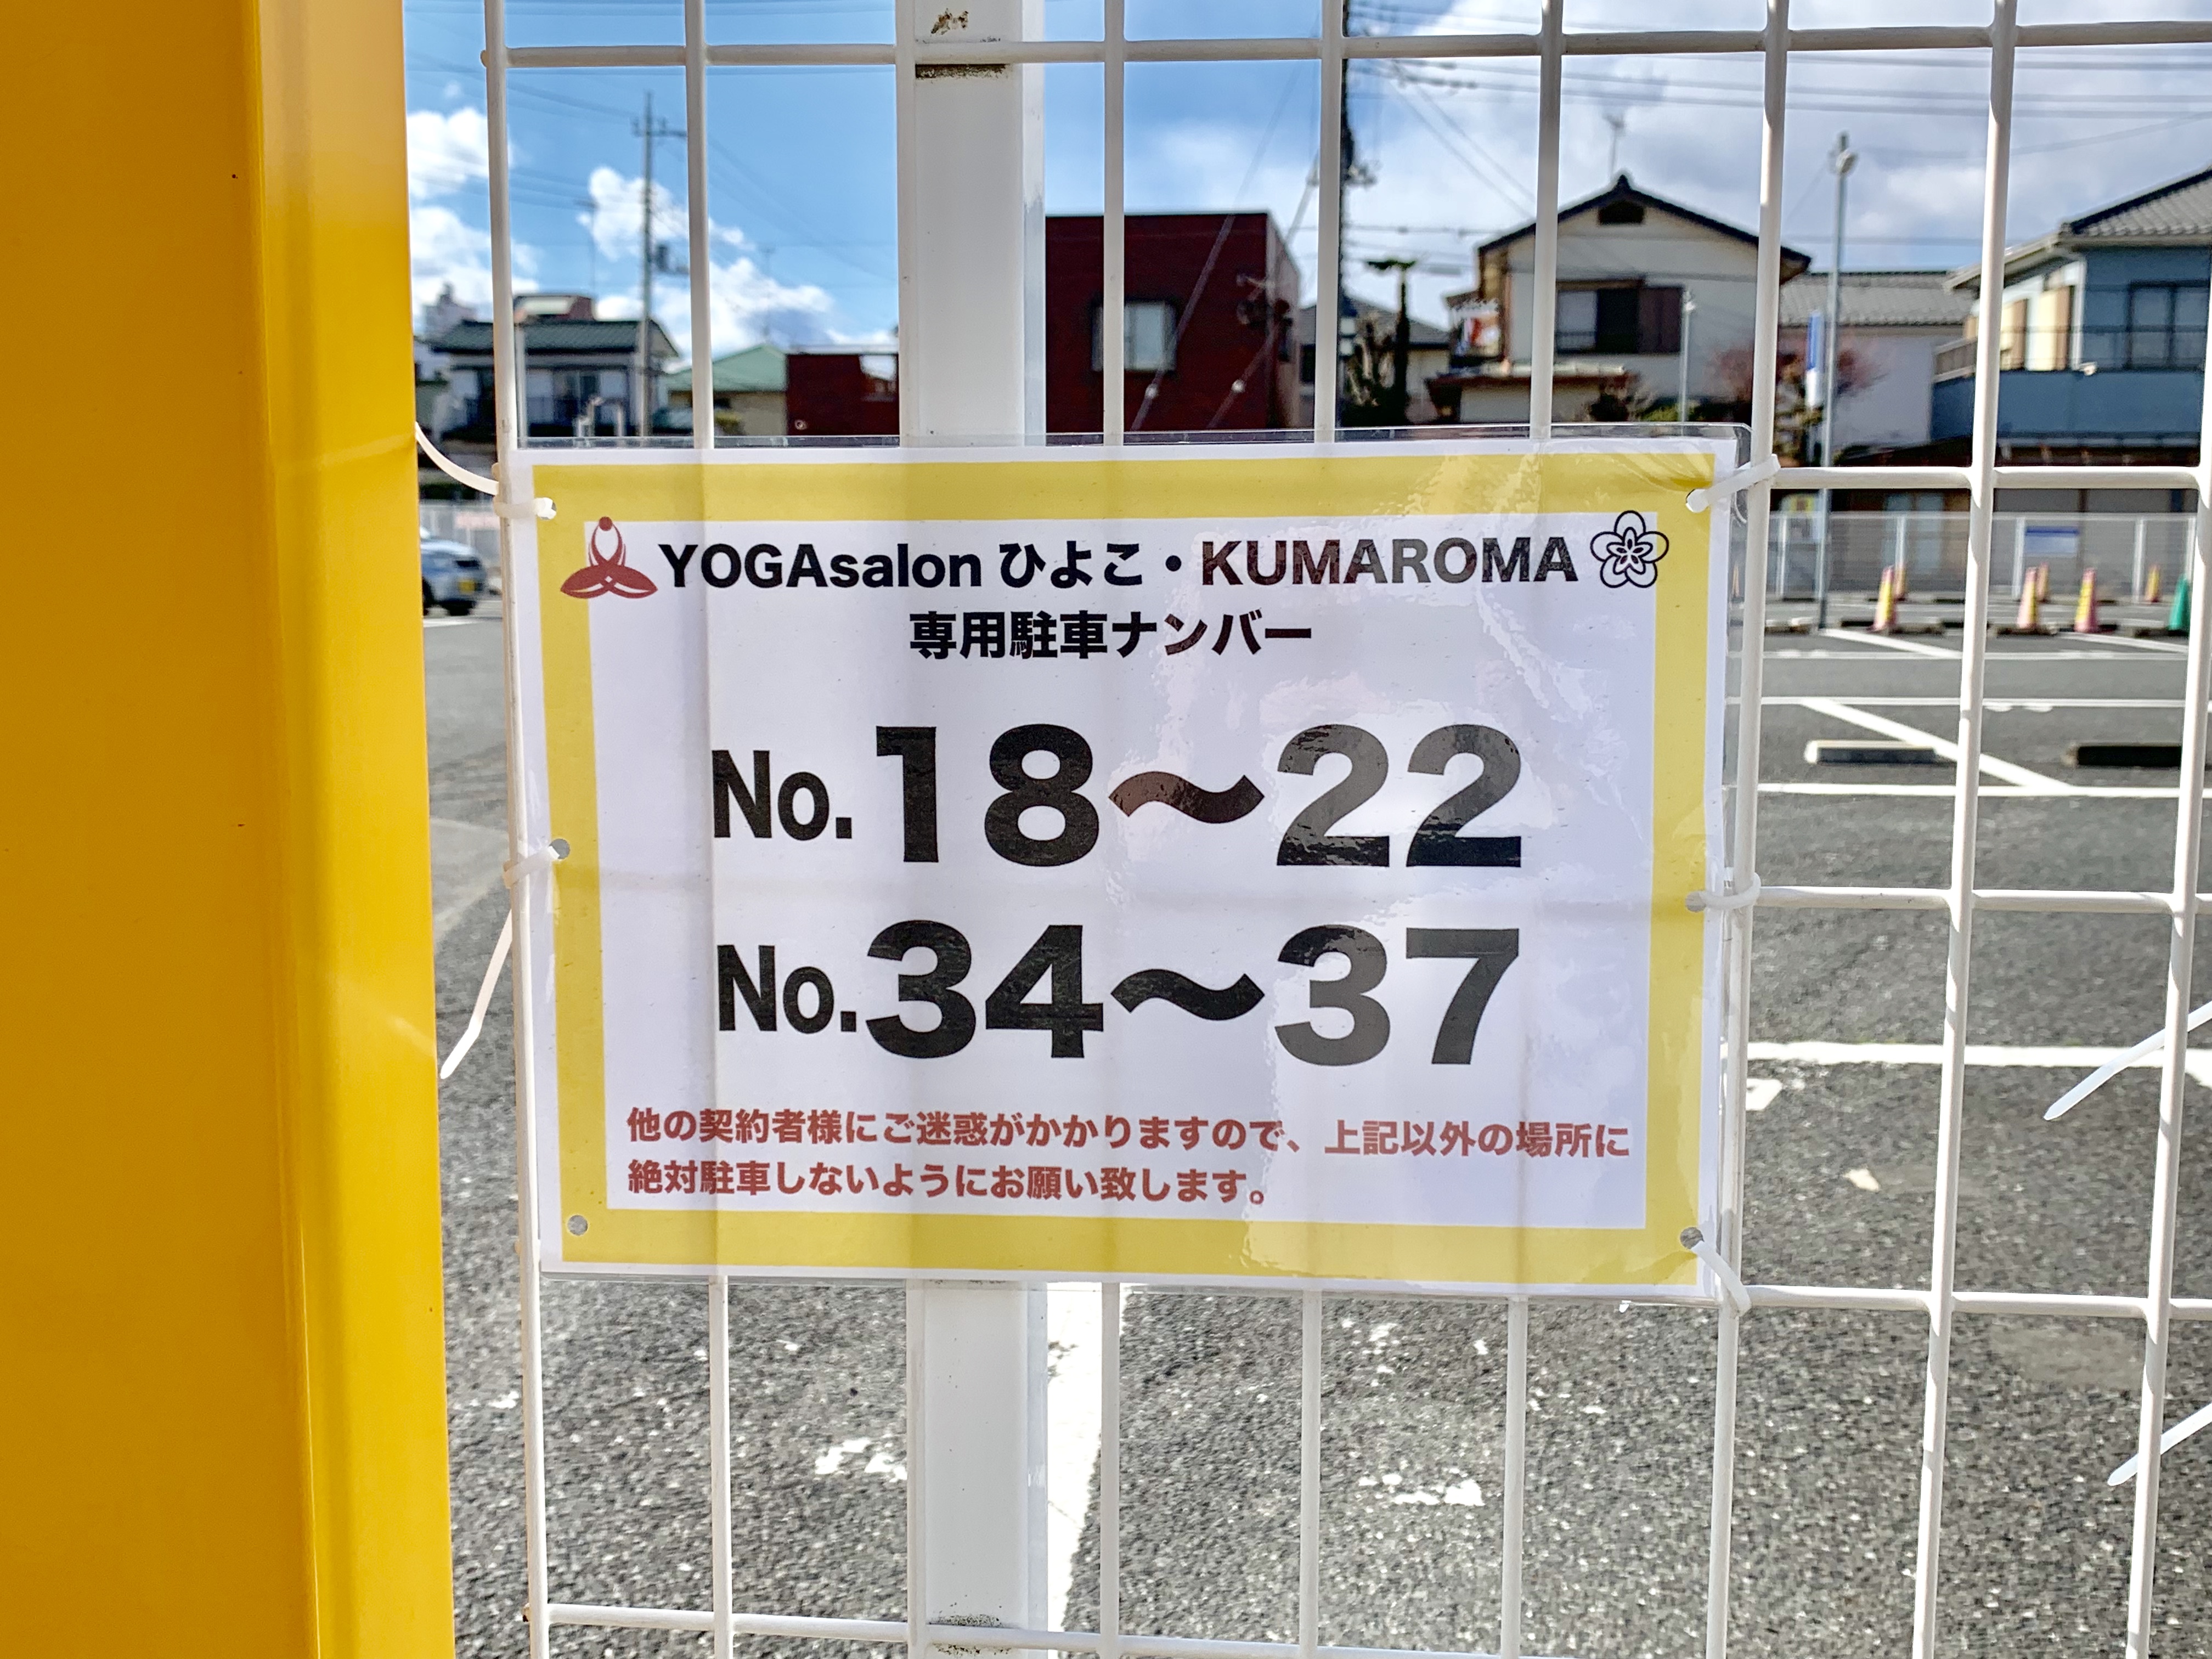 YOGAsalon ひよこ・KUMAROMA
専用駐車ナンバー
No.18〜22
No.34〜37
他の契約者様にご迷惑がかかりますので、上記以外の場所に
絶対駐車しないようにお願い致します。